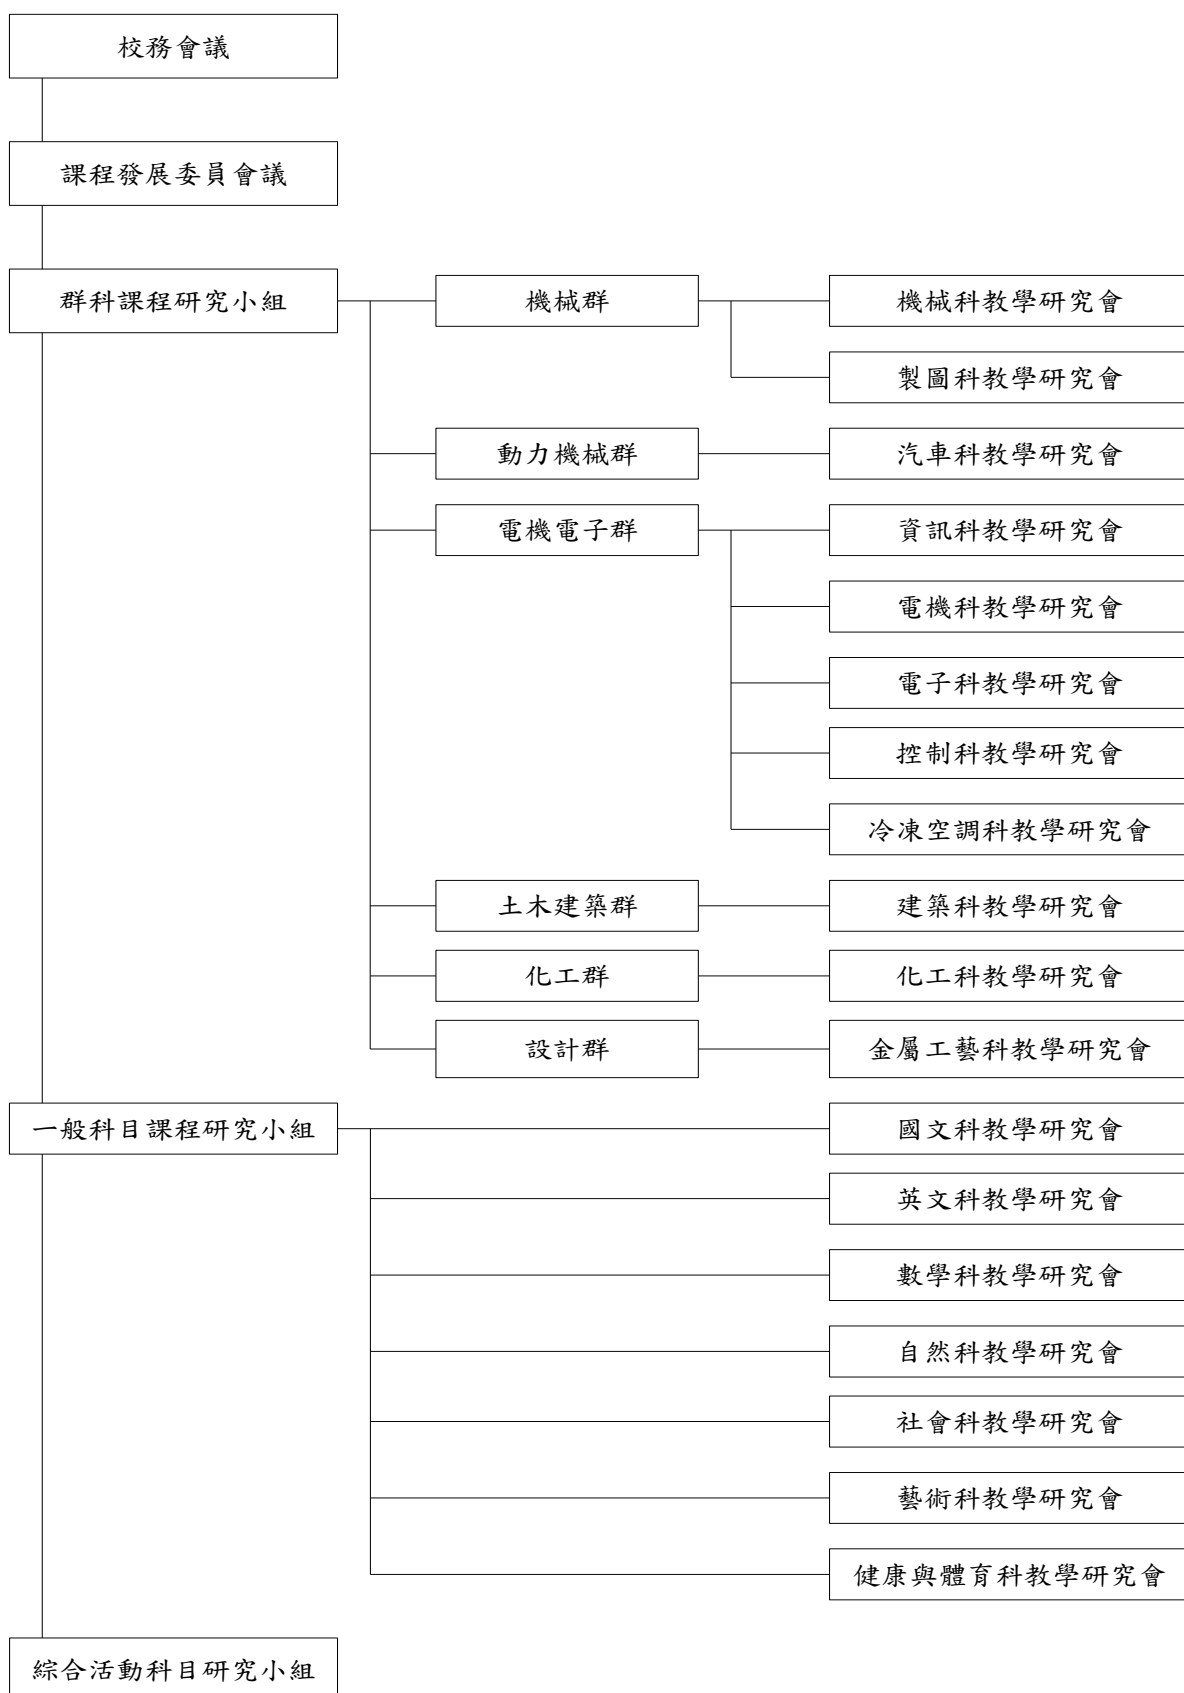 校務會議
課程發展委員會議
群科課程研究小組
機械群
機械科教學研究會
製圖科教學研究會
動力機械群
汽車科教學研究會
電機電子群
資訊科教學研究會
電機科教學研究會
電子科教學研究會
控制科教學研究會
冷凍空調科教學研究會
土木建築群
建築科教學研究會
化工群
化工科教學研究會
設計群
金屬工藝科教學研究會
一般科目課程研究小組
國文科教學研究會
英文科教學研究會
數學科教學研究會
自然科教學研究會
社會科教學研究會
藝術科教學研究會
健康與體育科教學研究會
綜合活動科目研究小組